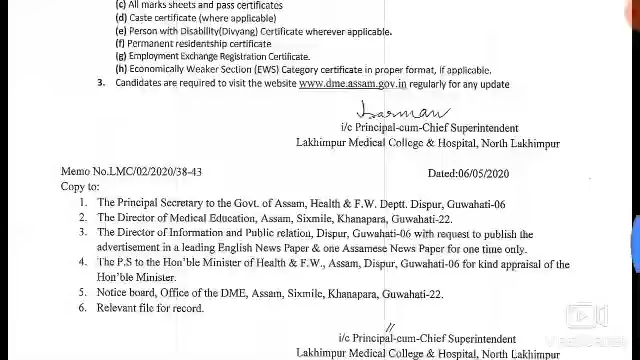 (c) All marks sheets and pass certificates
(d) Caste certificate (where applicable)
(e) Person with Disability (Divyang) Certificate wherever applicable.
(f) Permanent residentship certificate
(g) Employment Exchange Registration Certificate.
(h) Economically Weaker Section (EWS) Category certificate in proper format, if applicable.
3. Candidates are required to visit the website www.dme.assam.gov.in regularly for any update
i/c Principal-cum-Chief Superintendent
Lakhimpur Medical College & Hospital, North Lakhimpur
Memo No.LMC/02/2020/38-43 Dated:06/05/2020
Copy to:
1. The Principal Secretary to the Govt. of Assam, Health & F.W. Deptt. Dispur, Guwahati-06
2. The Director of Medical Education, Assam, Sixmile, Khanapara, Guwahati-22.
3. The Director of Information and Public relation, Dispur, Guwahati-06 with request to publish the
advertisement in a leading English News Paper & one Assamese News Paper for one time only.
4. The P.S to the Hon'ble Minister of Health & F.W., Assam, Dispur, Guwahati-06 for kind appraisal of the
Hon'ble Minister.
5. Notice board, Office of the DME, Assam, Sixmile, Khanapara, Guwahati-22.
6. Relevant file for record.
i/c Principal-cum-Chief Superintendent
Lakhimpur Medical College & Hospital, North Lakhimpur